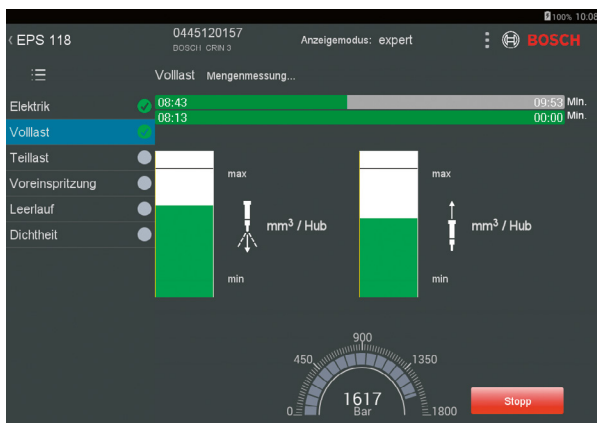 100% 10:08
EPS 118
0445120157
BOSCH CRIN 3
Anzeigemodus: expert
BOSCH
Volllast Mengenmessung...
Elektrik
Volllast
Teillast
Voreinspritzung
Leerlauf
Dichtheit
08:43 09:53 Min.
08:13 00:00 Min.
max
mm³ / Hub
min
max
mm³ / Hub
min
0
450
900
1350
1800
1617
Bar
Stopp